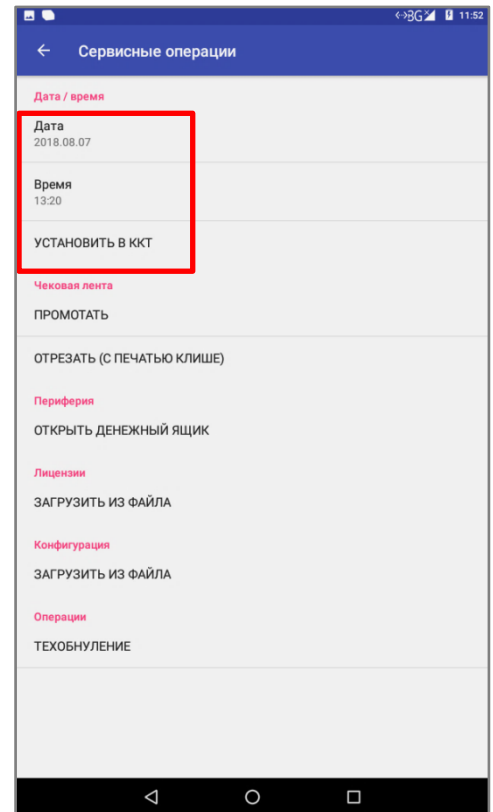 3G 11:52
Сервисные операции
Дата / время
Дата
2018.08.07
Время
13:20
УСТАНОВИТЬ В ККТ
Чековая лента
ПРОМОТАТЬ
ОТРЕЗАТЬ (С ПЕЧАТЬЮ КЛИШЕ)
Периферия
ОТКРЫТЬ ДЕНЕЖНЫЙ ЯЩИК
Лицензии
ЗАГРУЗИТЬ ИЗ ФАЙЛА
Конфигурация
ЗАГРУЗИТЬ ИЗ ФАЙЛА
Операции
ТЕХОБНУЛЕНИЕ